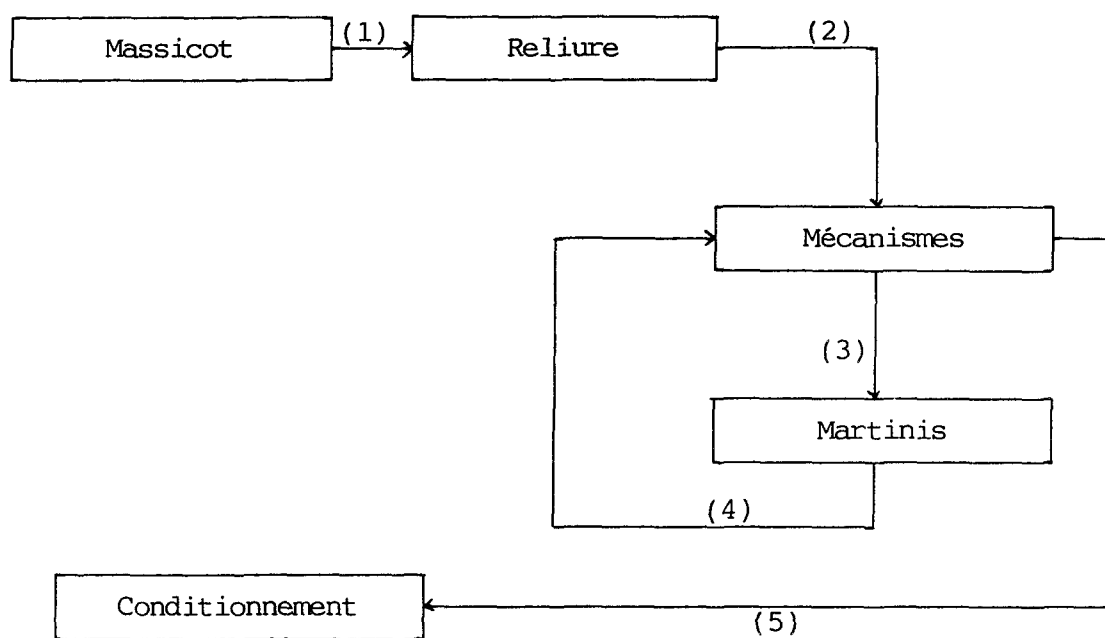 Massicot
(1)
Reliure
(2)
Mécanismes
(3)
Martinis
(4)
Conditionnement
(5)